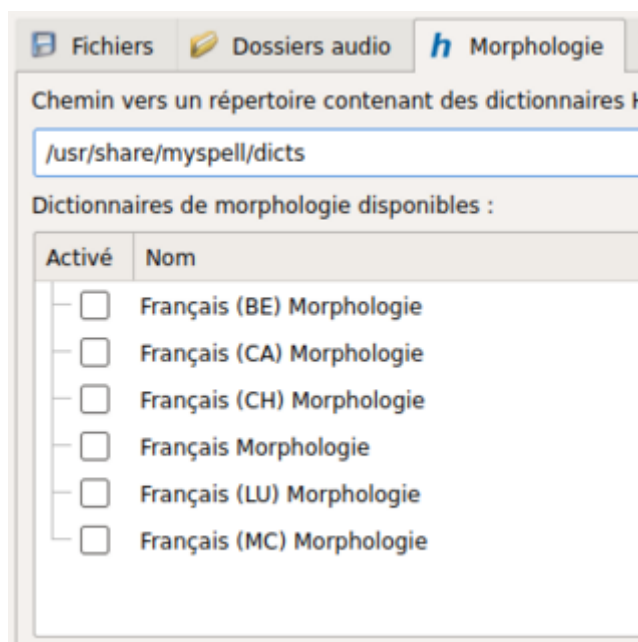 Fichiers Dossiers audio h Morphologie
Chemin vers un répertoire contenant des dictionnaires
/usr/share/myspell/dicts
Dictionnaires de morphologie disponibles :
Activé Nom
Français (BE) Morphologie
Français (CA) Morphologie
Français (CH) Morphologie
Français Morphologie
Français (LU) Morphologie
Français (MC) Morphologie